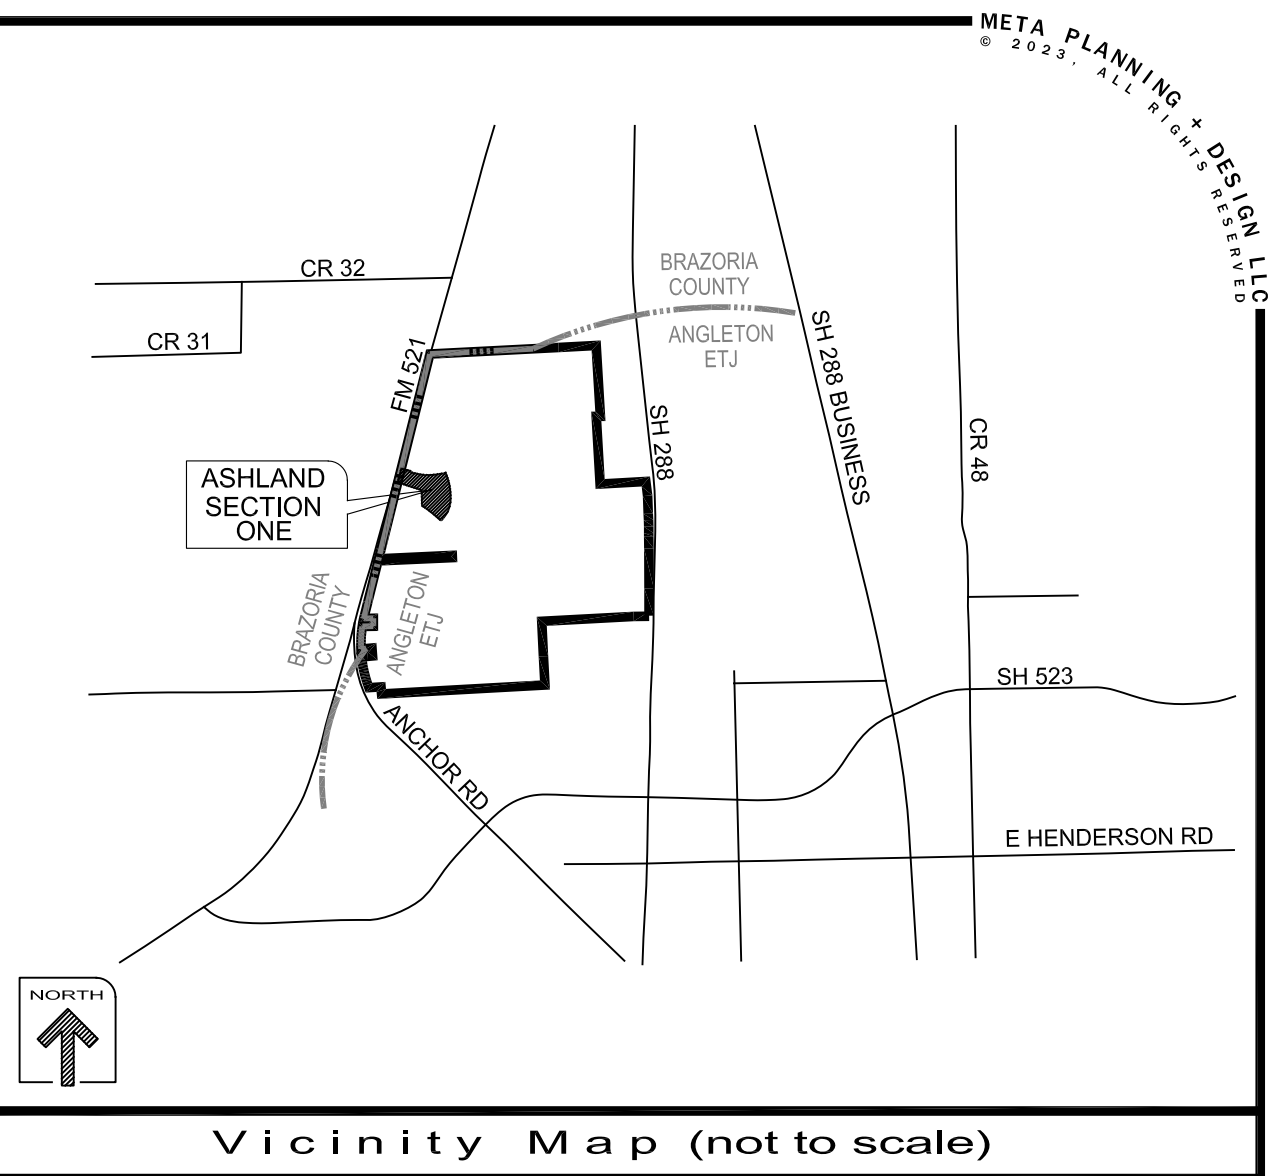 META PLANNING + DESIGN LLC
© 2023, ALL RIGHTS RESERVED
CR 32
BRAZORIA
COUNTY
CR 31
ANGLETON
ETJ
FM 521
SH 288 BUSINESS
SH 288
CR 48
ASHLAND
SECTION
ONE
BRAZORIA
COUNTY
ANGLETON
ETJ
SH 523
ANCHOR RD
E HENDERSON RD
NORTH
Vicinity Map (not to scale)